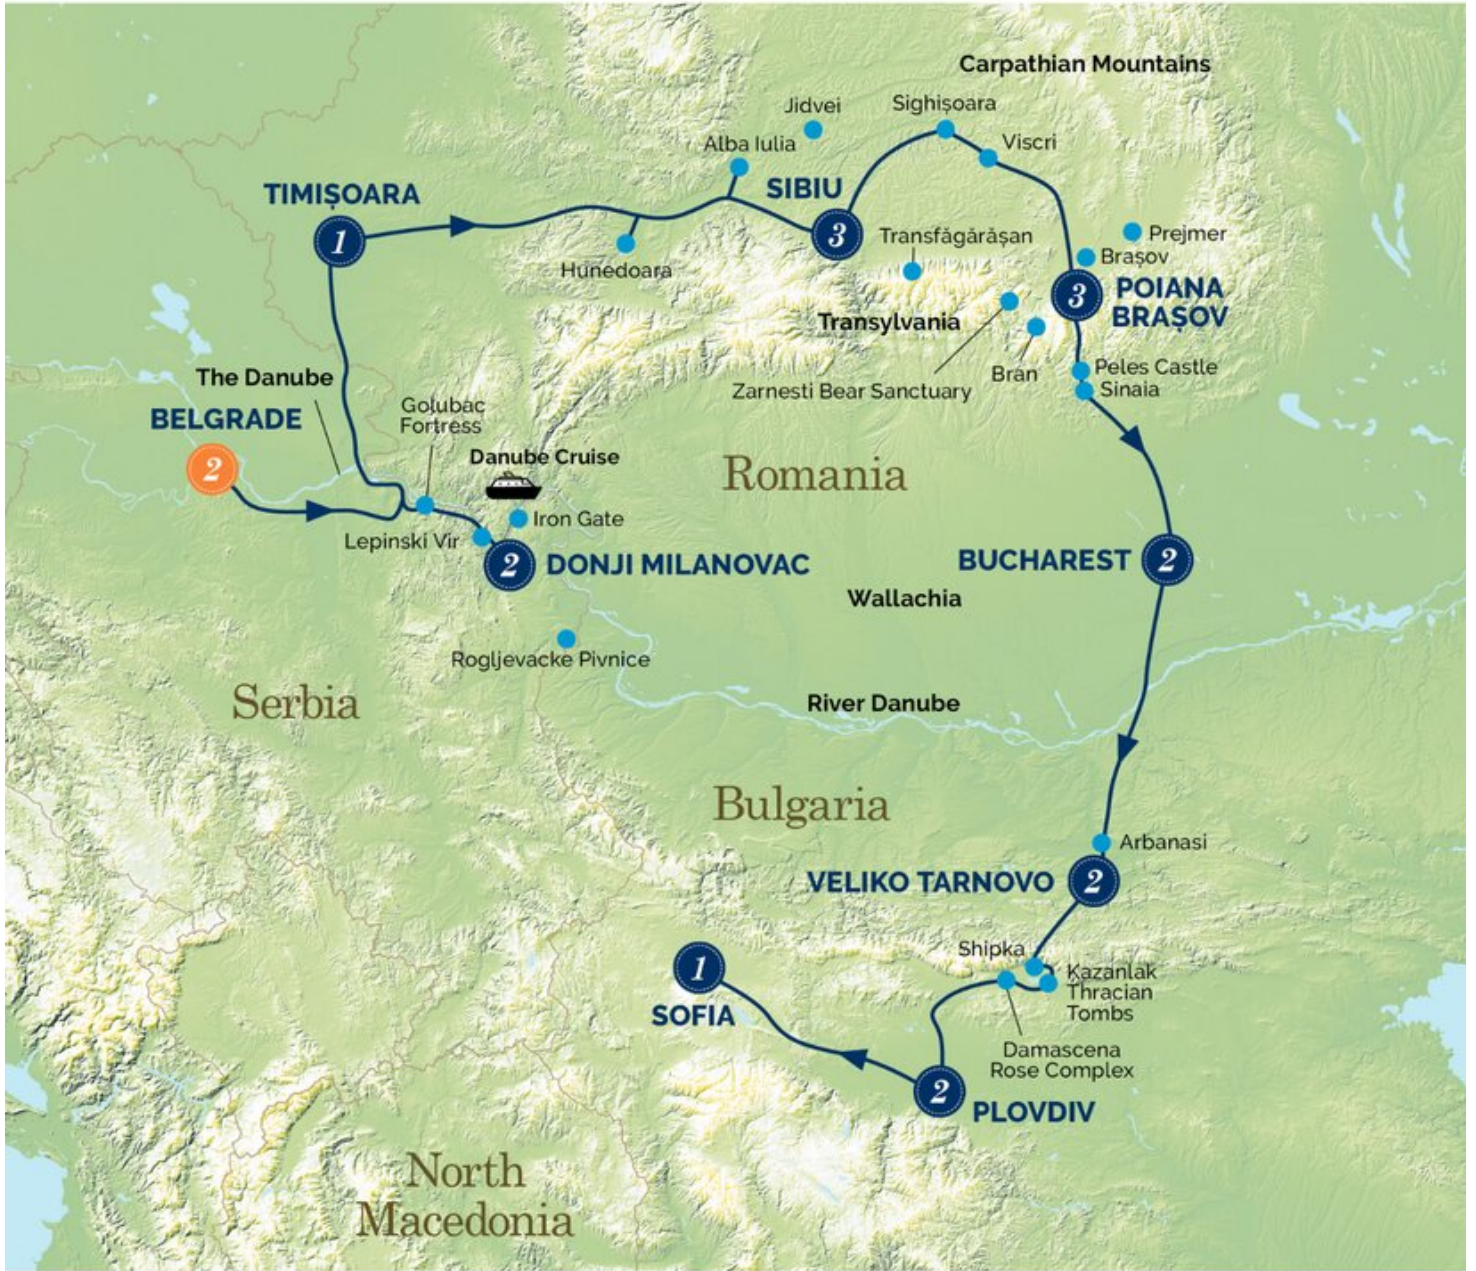 Carpathian Mountains
Jidvei
Sighișoara
Alba Iulia
Viscri
TIMIȘOARA
SIBIU
1
3
Transfăgărășan
Prejmer
Brașov
Hunedoara
3
POIANA
BRAȘOV
Transylvania
The Danube
Zarnesti Bear Sanctuary
Bran
Peles Castle
Sinaia
BELGRADE
Golubac
Fortress
2
Danube Cruise
Romania
Iron Gate
Lepinski Vir
2
DONJI MILANOVAC
BUCHAREST
2
Wallachia
Rogljevacke Pivnice
Serbia
River Danube
Bulgaria
Arbanasi
VELIKO TARNOVO
2
Shipka
1
Kazanlak
Thracian
Tombs
SOFIA
Damascena
Rose Complex
2
PLOVDIV
North
Macedonia